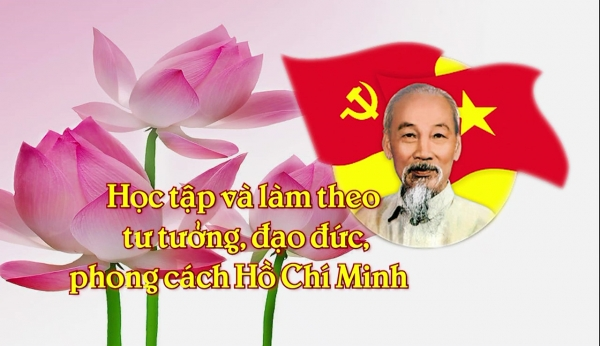 Học tập và làm theo
tư tưởng, đạo đức,
phong cách Hồ Chí Minh